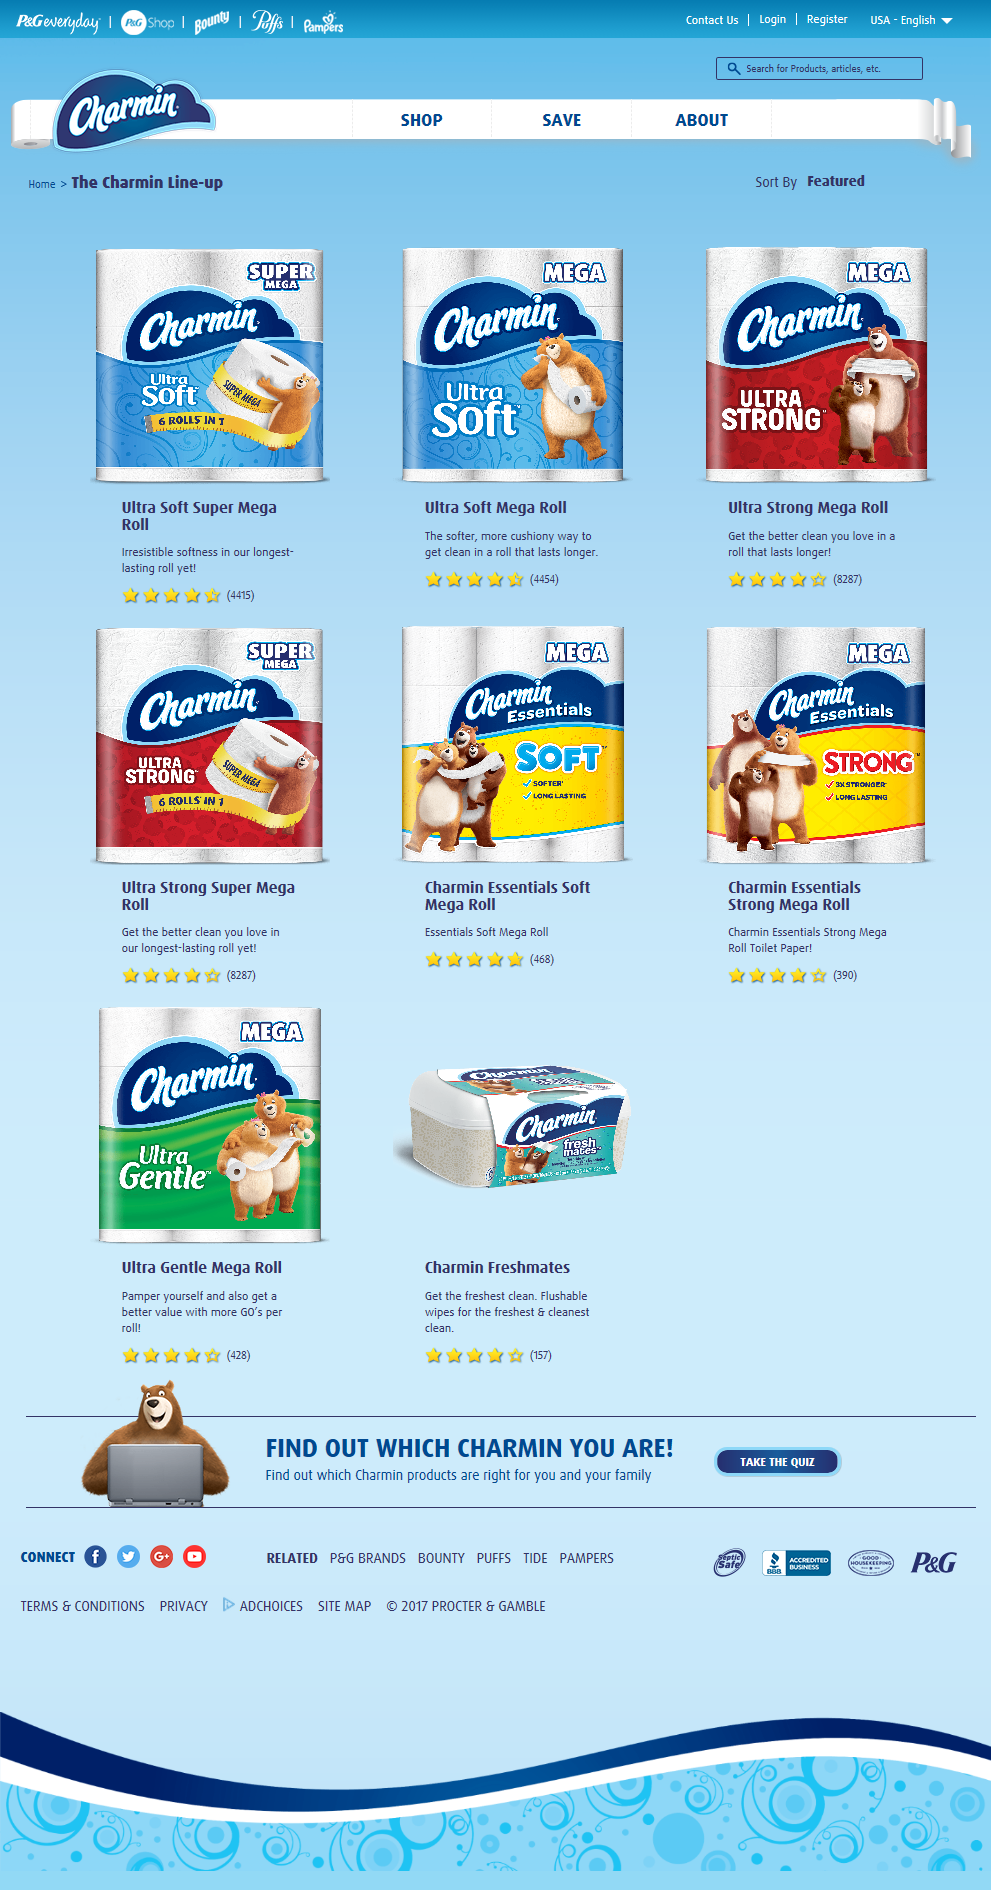 P&G everyday | P&G Shop | Bounty | Puffs | Pampers
Contact Us | Login | Register USA - English
Search for Products, articles, etc.
Charmin
SHOP SAVE ABOUT
Home > The Charmin Line-up
Sort By Featured
SUPER
MEGA
Charmin
Ultra
Soft
SUPER MEGA
6 ROLLS IN 1
MEGA
Charmin
Ultra
Soft
MEGA
Charmin
ULTRA
STRONG
Ultra Soft Super Mega
Roll
Irresistible softness in our longest-
lasting roll yet!
(4415)
Ultra Soft Mega Roll
The softer, more cushiony way to
get clean in a roll that lasts longer.
(4454)
Ultra Strong Mega Roll
Get the better clean you love in a
roll that lasts longer!
(8287)
SUPER
MEGA
Charmin
ULTRA
STRONG
SUPER MEGA
6 ROLLS IN 1
MEGA
Charmin
Essentials
SOFT
SOFTER
LONG LASTING
MEGA
Charmin
Essentials
STRONG
3X STRONGER
LONG LASTING
Ultra Strong Super Mega
Roll
Get the better clean you love in
our longest-lasting roll yet!
(8287)
Charmin Essentials Soft
Mega Roll
Essentials Soft Mega Roll
(468)
Charmin Essentials
Strong Mega Roll
Charmin Essentials Strong Mega
Roll Toilet Paper!
(390)
MEGA
Charmin
Ultra
Gentle
Charmin
Charmin
fresh
mates
Ultra Gentle Mega Roll
Pamper yourself and also get a
better value with more GO's per
roll!
(428)
Charmin Freshmates
Get the freshest clean. Flushable
wipes for the freshest & cleanest
clean.
(157)
FIND OUT WHICH CHARMIN YOU ARE!
Find out which Charmin products are right for you and your family
TAKE THE QUIZ
CONNECT
RELATED P&G BRANDS BOUNTY PUFFS TIDE PAMPERS
Septic
Safe
BBB
ACCREDITED
BUSINESS
GOOD
HOUSEKEEPING
P&G
TERMS & CONDITIONS PRIVACY ADCHOICES SITE MAP © 2017 PROCTER & GAMBLE